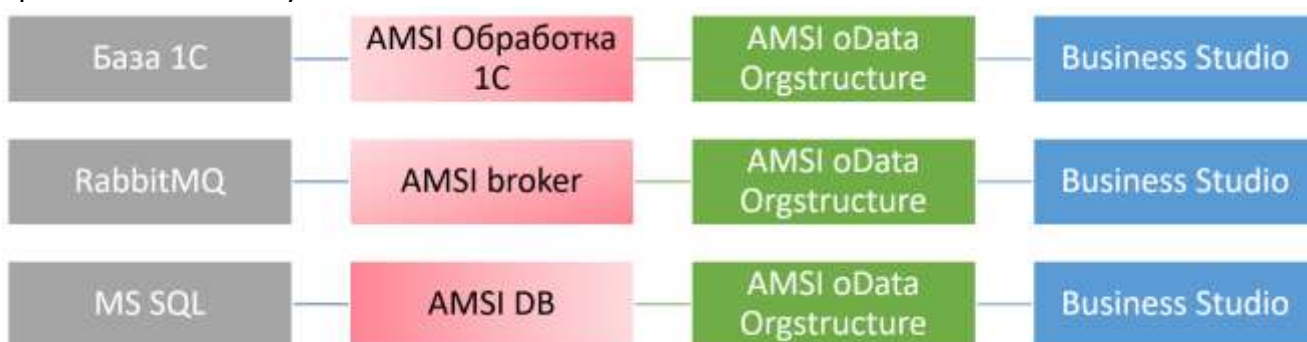 База 1С
AMSI Обработка
1С
AMSI oData
Orgstructure
Business Studio
RabbitMQ
AMSI broker
AMSI oData
Orgstructure
Business Studio
MS SQL
AMSI DB
AMSI oData
Orgstructure
Business Studio